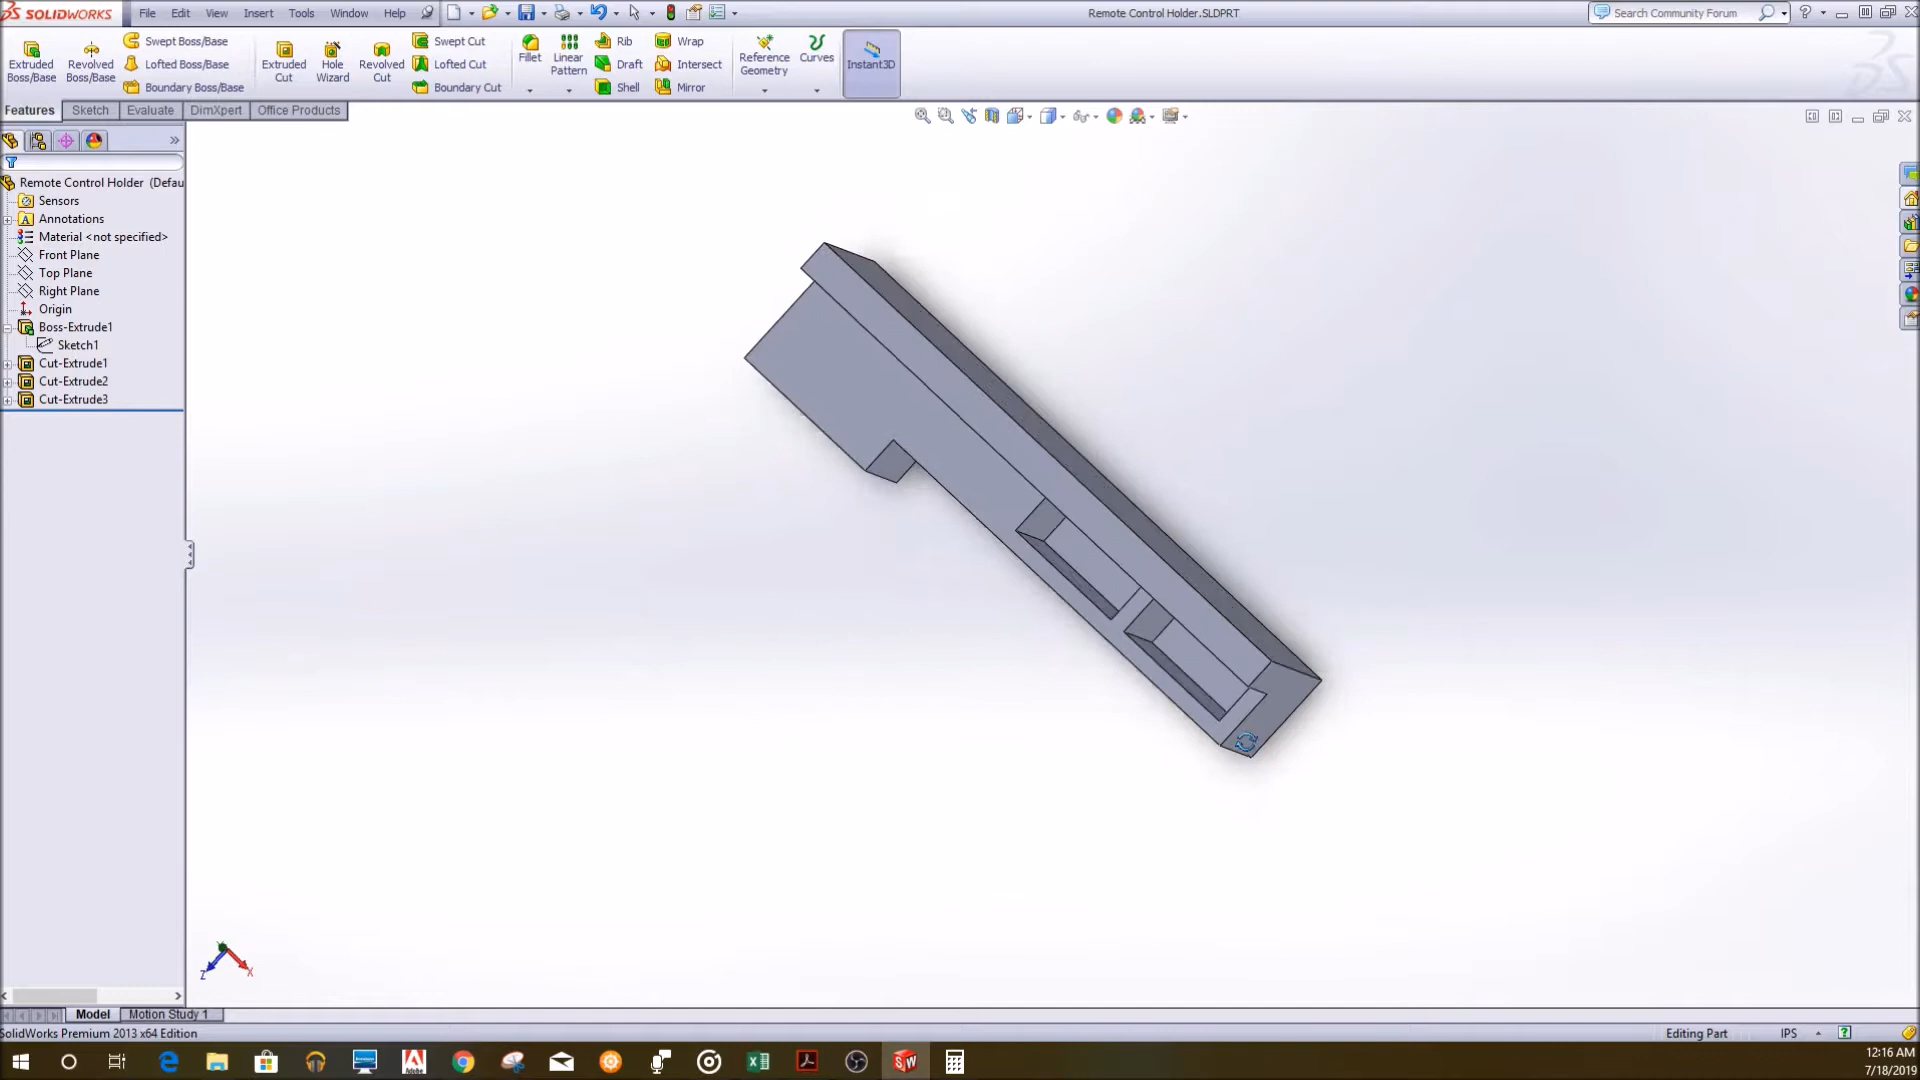 SOLIDWORKS File Edit View Insert Tools Window Help Remote Control Holder.SLDPRT Search Community Forum
Extruded Boss/Base
Revolved Boss/Base
Swept Boss/Base
Lofted Boss/Base
Boundary Boss/Base
Extruded Cut
Hole Wizard
Revolved Cut
Swept Cut
Lofted Cut
Boundary Cut
Fillet
Linear Pattern
Rib
Draft
Shell
Wrap
Intersect
Mirror
Reference Geometry
Curves
Instant3D
Features Sketch Evaluate DimXpert Office Products
Remote Control Holder (Defau
Sensors
Annotations
Material <not specified>
Front Plane
Top Plane
Right Plane
Origin
Boss-Extrude1
Sketch1
Cut-Extrude1
Cut-Extrude2
Cut-Extrude3
Z X
Model Motion Study 1
SolidWorks Premium 2013 x64 Edition Editing Part IPS
12:16 AM
7/18/2019